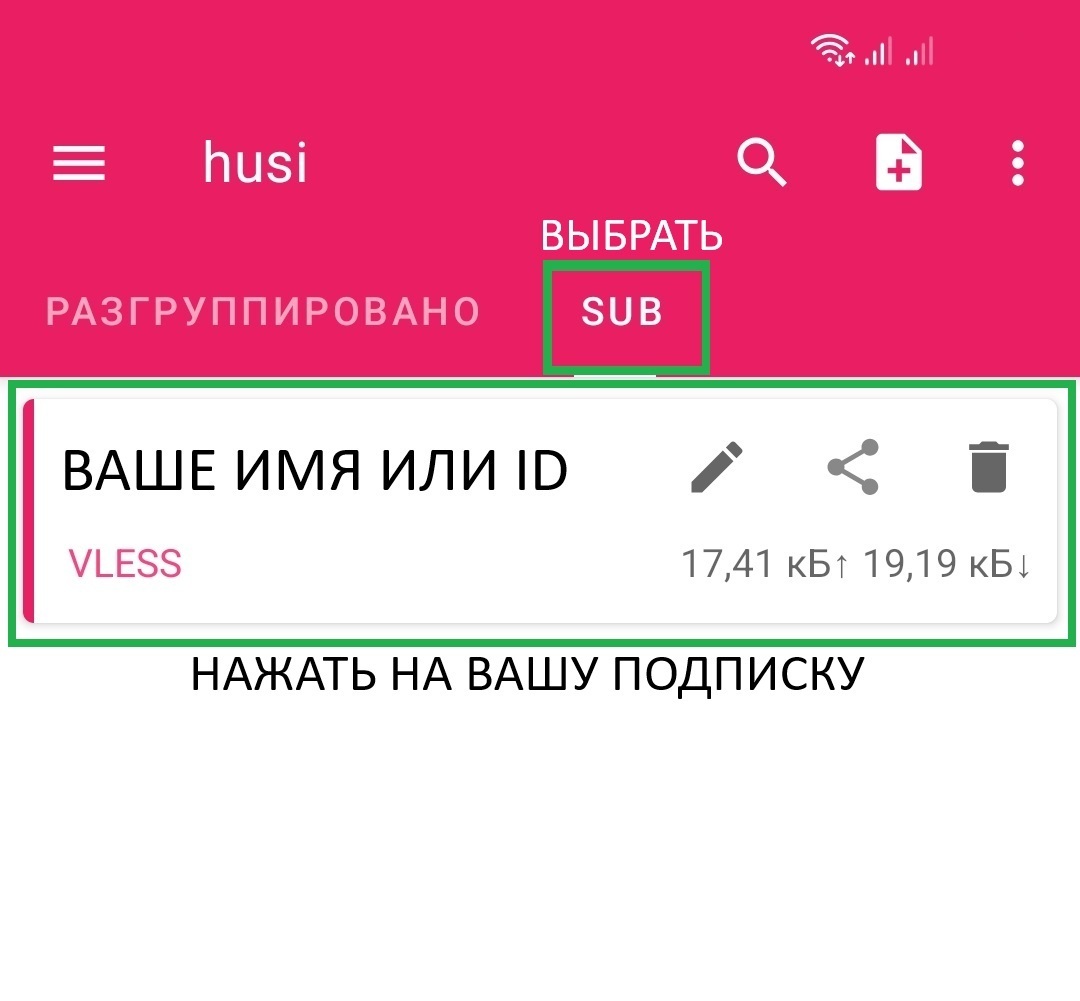 husi
ВЫБРАТЬ
РАЗГРУППИРОВАНО SUB
ВАШЕ ИМЯ ИЛИ ID
VLESS 17,41 кБ↑ 19,19 кБ↓
НАЖАТЬ НА ВАШУ ПОДПИСКУ